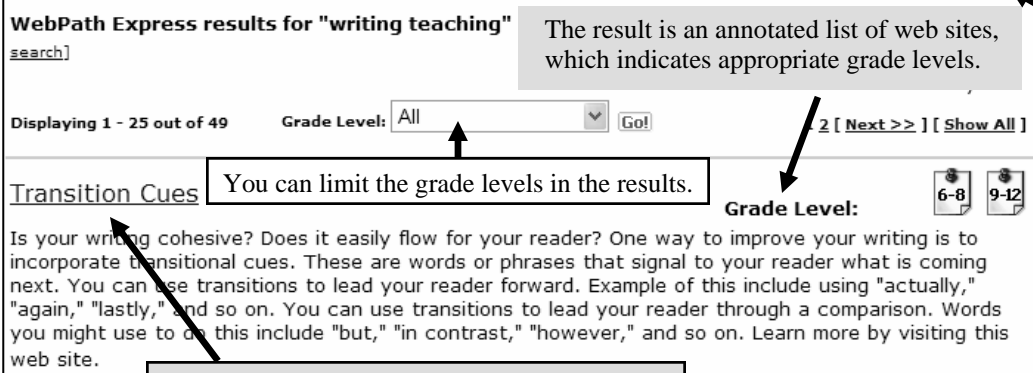 WebPath Express results for "writing teaching"
search]
The result is an annotated list of web sites,
which indicates appropriate grade levels.
Displaying 1 - 25 out of 49 Grade Level: All Go! 2 [ Next >> ] [ Show All ]
You can limit the grade levels in the results.
Transition Cues Grade Level: 6-8 9-12
Is your writing cohesive? Does it easily flow for your reader? One way to improve your writing is to
incorporate transitional cues. These are words or phrases that signal to your reader what is coming
next. You can use transitions to lead your reader forward. Example of this include using "actually,"
"again," "lastly," and so on. You can use transitions to lead your reader through a comparison. Words
you might use to do this include "but," "in contrast," "however," and so on. Learn more by visiting this
web site.